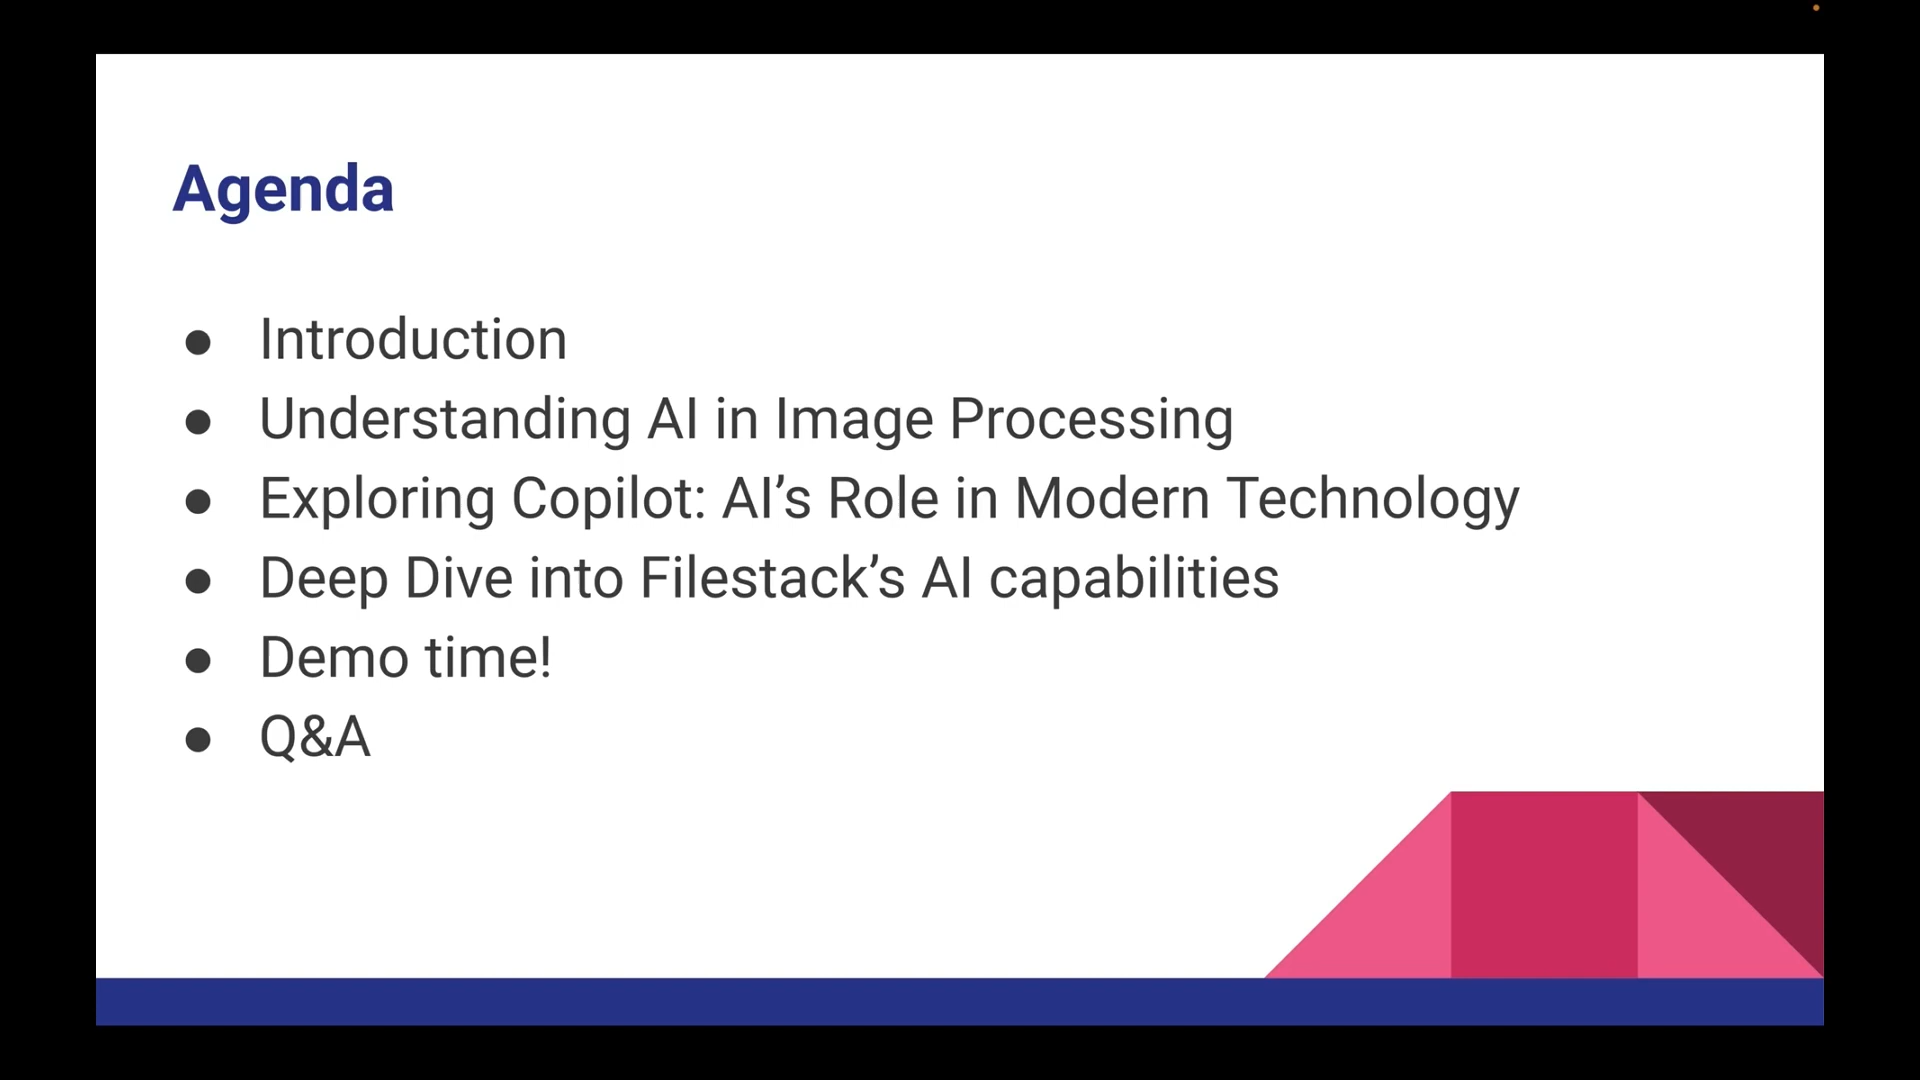 Agenda
● Introduction
● Understanding AI in Image Processing
● Exploring Copilot: AI’s Role in Modern Technology
● Deep Dive into Filestack’s AI capabilities
● Demo time!
● Q&A